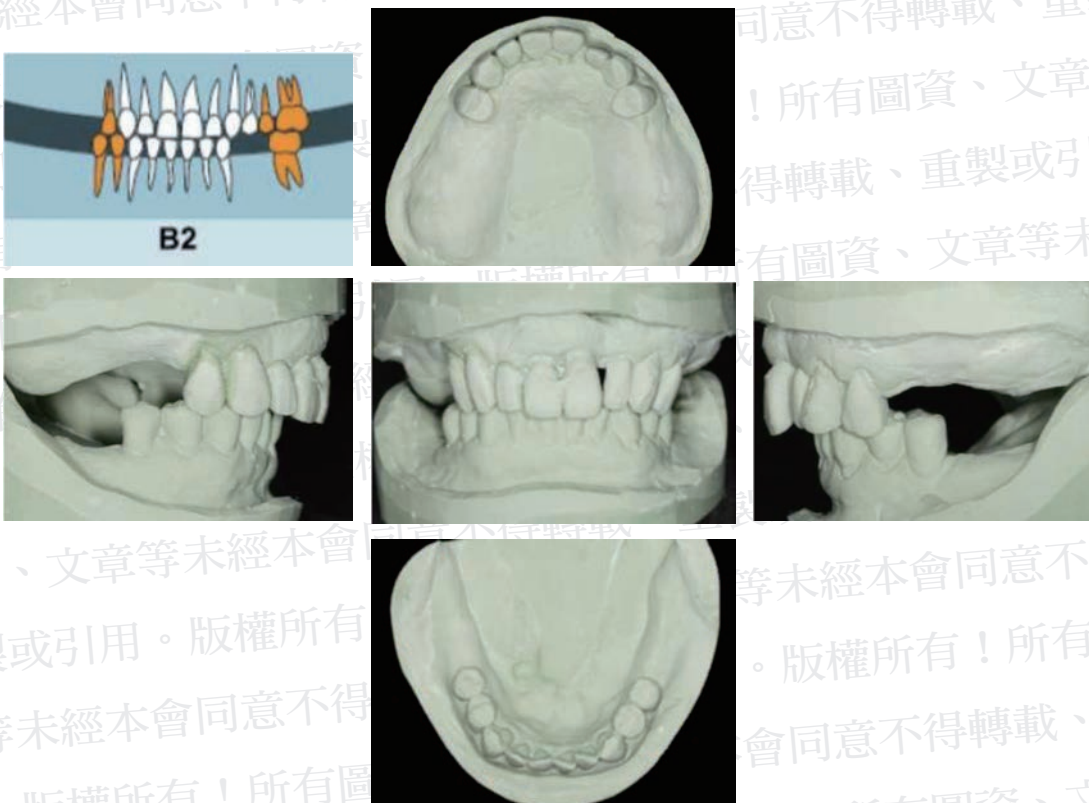 同意不得轉載、重
！所有圖資、文章
得轉載、重製或引
B2
有圖資、文章等未
、文章等未經本會同意不
等未經本會同意不
或引用。版權所有
。版權所有！所有
等未經本會同意不得
會同意不得轉載、
版權所有！所有圖